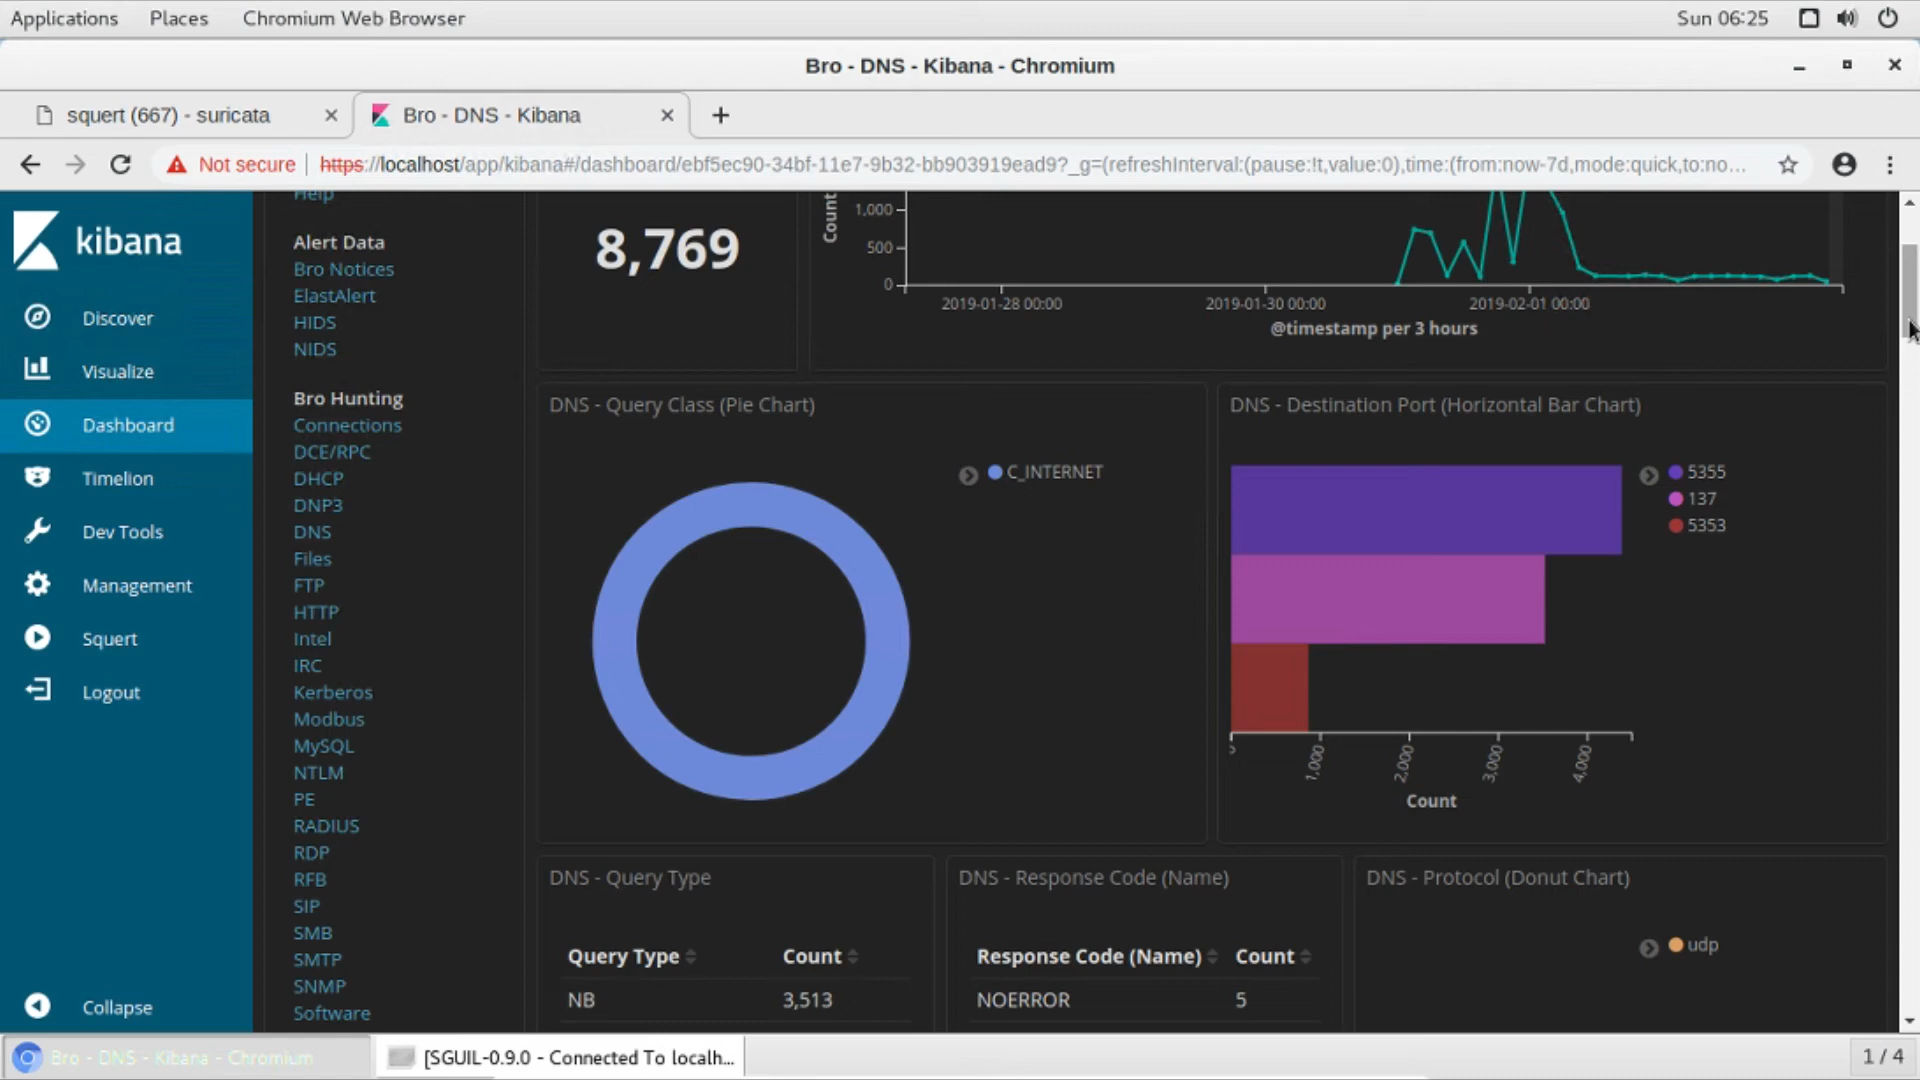 Applications Places Chromium Web Browser Sun 06:25
Bro - DNS - Kibana - Chromium
squert (667) - suricata Bro - DNS - Kibana
Not secure https://localhost/app/kibana#/dashboard/ebf5ec90-34bf-11e7-9b32-bb903919ead9?_g=(refreshInterval:(pause:!t,value:0),time:(from:now-7d,mode:quick,to:no...
kibana
Discover
Visualize
Dashboard
Timelion
Dev Tools
Management
Squert
Logout
Collapse
Help
Alert Data
Bro Notices
ElastAlert
HIDS
NIDS
Bro Hunting
Connections
DCE/RPC
DHCP
DNP3
DNS
Files
FTP
HTTP
Intel
IRC
Kerberos
Modbus
MySQL
NTLM
PE
RADIUS
RDP
RFB
SIP
SMB
SMTP
SNMP
Software
8,769
Count
1,000
500
0
2019-01-28 00:00 2019-01-30 00:00 2019-02-01 00:00
@timestamp per 3 hours
DNS - Query Class (Pie Chart)
C_INTERNET
DNS - Destination Port (Horizontal Bar Chart)
5355
137
5353
1,000 2,000 3,000 4,000
Count
DNS - Query Type
Query Type Count
NB 3,513
DNS - Response Code (Name)
Response Code (Name) Count
NOERROR 5
DNS - Protocol (Donut Chart)
udp
Bro - DNS - Kibana - Chromium [SGUIL-0.9.0 - Connected To localh... 1 / 4